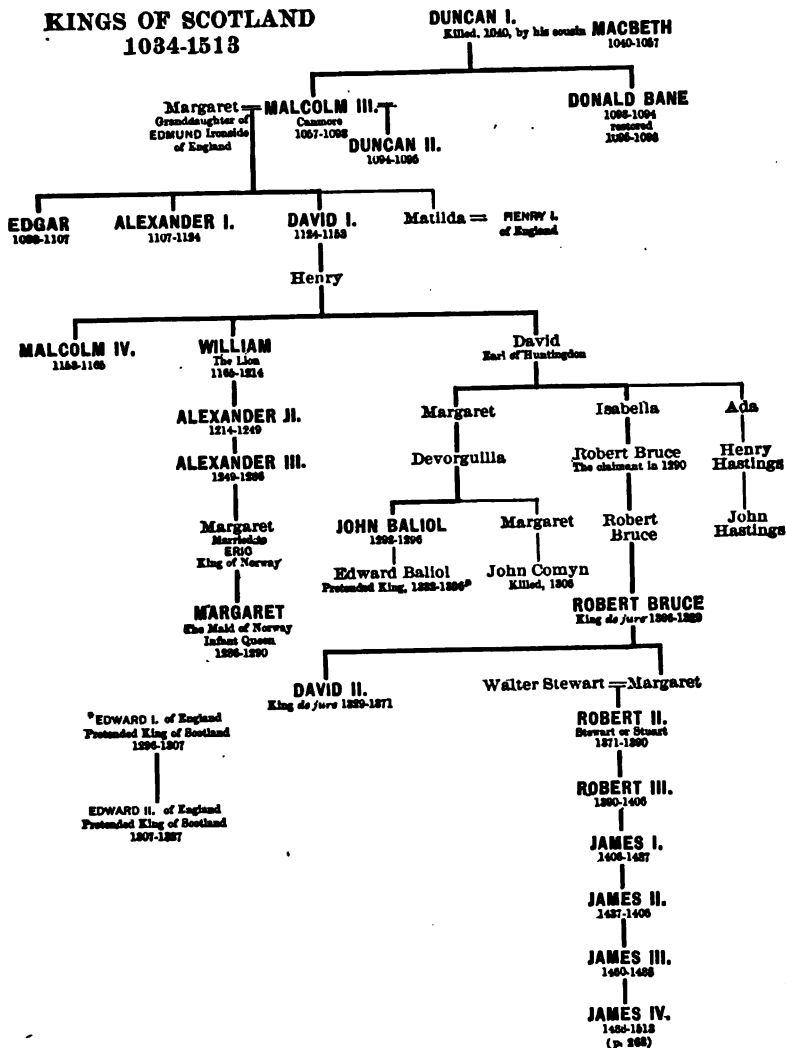 KINGS OF SCOTLAND
1034-1513
DUNCAN I.
Killed, 1040, by his cousin MACBETH
1040-1057
Margaret
Granddaughter of
EDMUND Ironside
of England
MALCOLM III.
Canmore
1057-1093
DUNCAN II.
1094-1095
DONALD BANE
1093-1094
restored
1095-1098
EDGAR
1098-1107
ALEXANDER I.
1107-1124
DAVID I.
1124-1153
Matilda = HENRY I.
of England
Henry
MALCOLM IV.
1153-1165
WILLIAM
The Lion
1165-1214
David
Earl of Huntingdon
ALEXANDER II.
1214-1249
ALEXANDER III.
1249-1286
Margaret
Married to
ERIC
King of Norway
MARGARET
The Maid of Norway
Infant Queen
1286-1290
Margaret
Devorguilla
JOHN BALIOL
1292-1296
Edward Baliol
Pretended King, 1332-1356
Margaret
John Comyn
Killed, 1305
Isabella
Robert Bruce
The claimant in 1290
Robert
Bruce
ROBERT BRUCE
King de jure 1306-1329
Ada
Henry
Hastings
John
Hastings
DAVID II.
King de jure 1329-1371
Walter Stewart = Margaret
ROBERT II.
Stewart or Stuart
1371-1390
ROBERT III.
1390-1406
JAMES I.
1406-1437
JAMES II.
1437-1460
JAMES III.
1460-1488
JAMES IV.
1488-1513
(p. 268)
*EDWARD I. of England
Pretended King of Scotland
1296-1307
EDWARD II. of England
Pretended King of Scotland
1307-1327